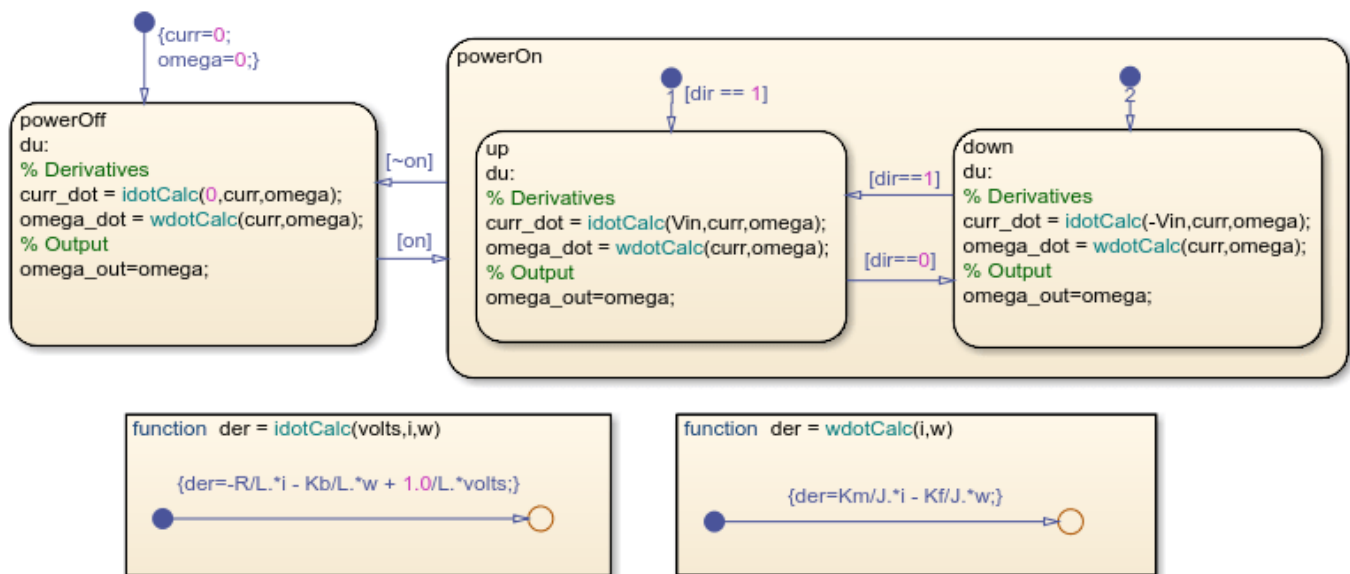 {curr=0;
omega=0;}
powerOff
du:
% Derivatives
curr_dot = idotCalc(0,curr,omega);
omega_dot = wdotCalc(curr,omega);
% Output
omega_out=omega;
[~on]
[on]
powerOn
1
[dir == 1]
2
up
du:
% Derivatives
curr_dot = idotCalc(Vin,curr,omega);
omega_dot = wdotCalc(curr,omega);
% Output
omega_out=omega;
[dir==1]
[dir==0]
down
du:
% Derivatives
curr_dot = idotCalc(-Vin,curr,omega);
omega_dot = wdotCalc(curr,omega);
% Output
omega_out=omega;
function der = idotCalc(volts,i,w)
{der=-R/L.*i - Kb/L.*w + 1.0/L.*volts;}
function der = wdotCalc(i,w)
{der=Km/J.*i - Kf/J.*w;}